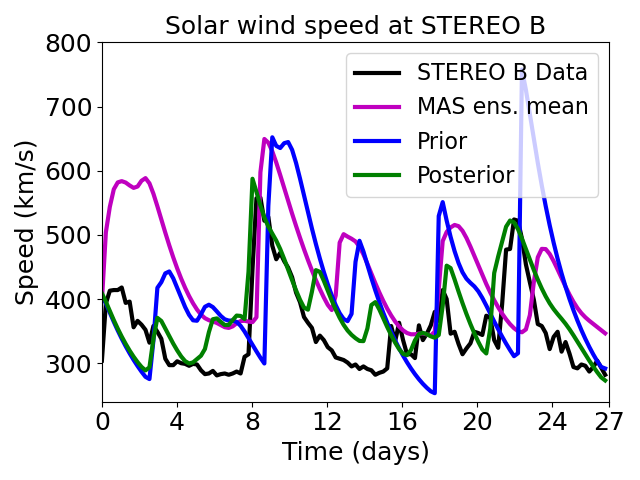 Solar wind speed at STEREO B
800
700
600
500
400
300
Speed (km/s)
STEREO B Data
MAS ens. mean
Prior
Posterior
0 4 8 12 16 20 24 27
Time (days)